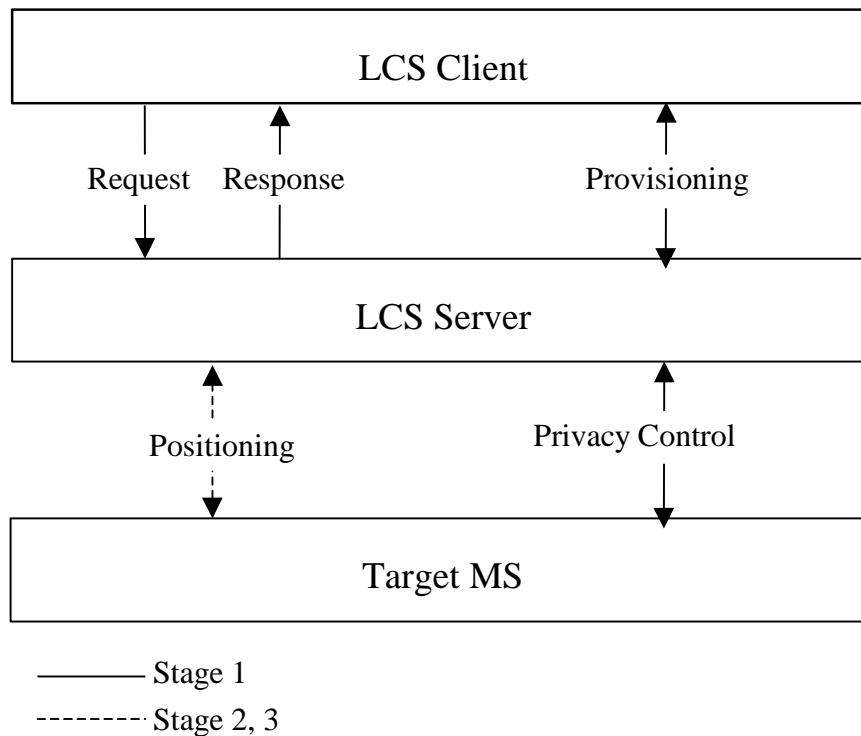 LCS Client
Request Response Provisioning
LCS Server
Positioning Privacy Control
Target MS
Stage 1
Stage 2, 3